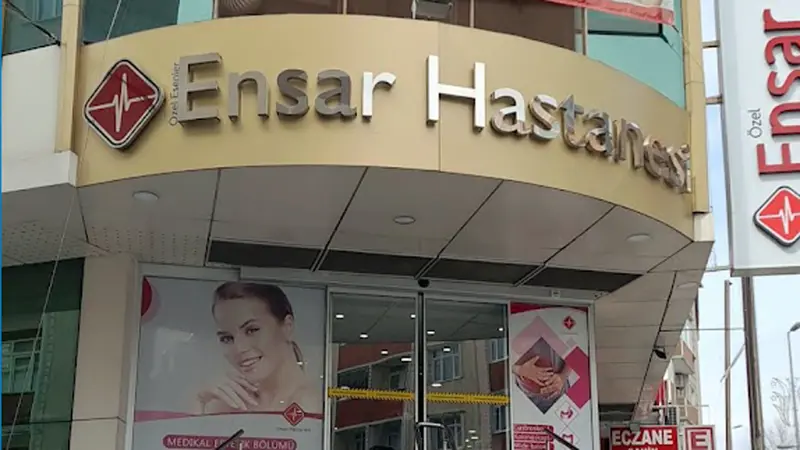 Özel Esenler
Ensar Hastanesi
Özel
Ensar
MEDİKAL ESTETİK BÖLÜMÜ
ECZANE
E